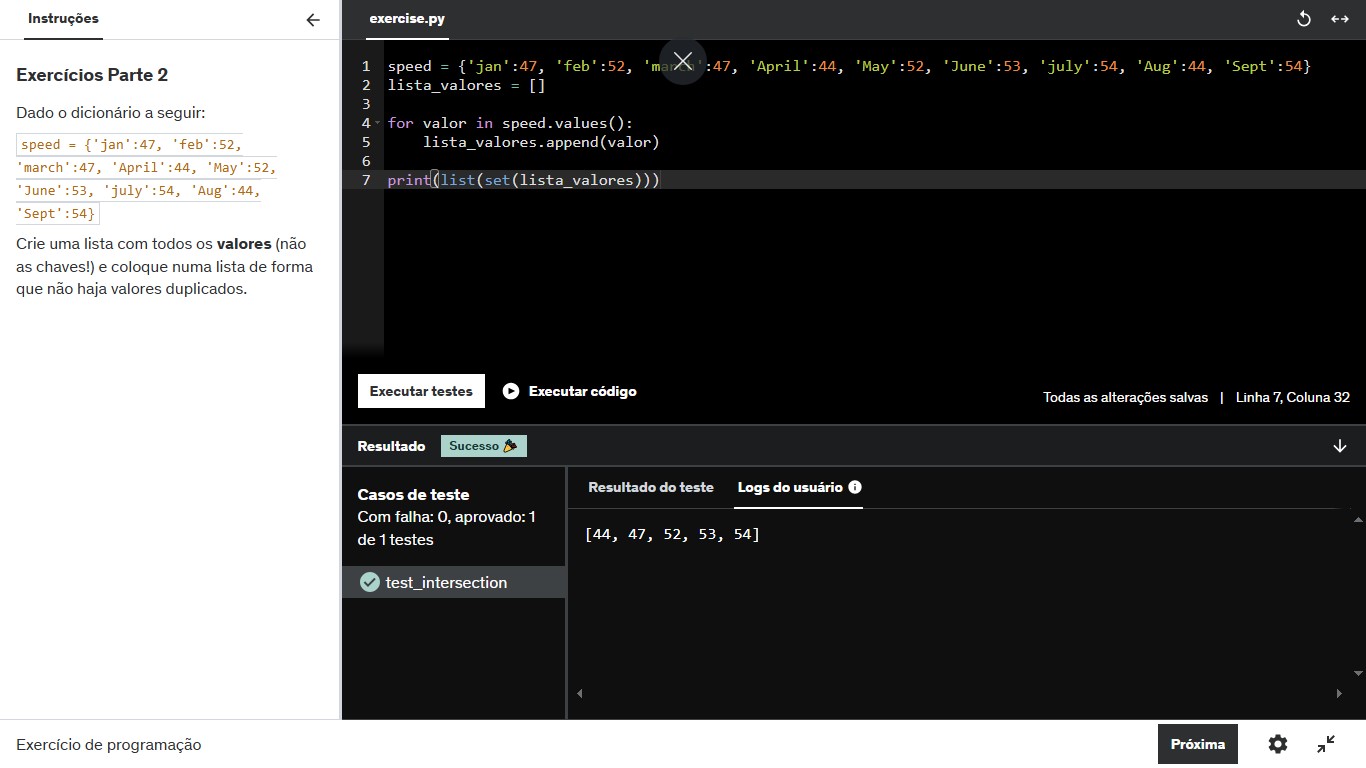 Instruções
exercise.py
Exercícios Parte 2
Dado o dicionário a seguir:
speed = {'jan':47, 'feb':52,
'march':47, 'April':44, 'May':52,
'June':53, 'july':54, 'Aug':44,
'Sept':54}
Crie uma lista com todos os valores (não
as chaves!) e coloque numa lista de forma
que não haja valores duplicados.
1 speed = {'jan':47, 'feb':52, 'march':47, 'April':44, 'May':52, 'June':53, 'july':54, 'Aug':44, 'Sept':54}
2 lista_valores = []
3
4 for valor in speed.values():
5     lista_valores.append(valor)
6
7 print(list(set(lista_valores)))
Executar testes
Executar código
Todas as alterações salvas | Linha 7, Coluna 32
Resultado
Sucesso
Casos de teste
Com falha: 0, aprovado: 1
de 1 testes
test_intersection
Resultado do teste
Logs do usuário
[44, 47, 52, 53, 54]
Exercício de programação
Próxima